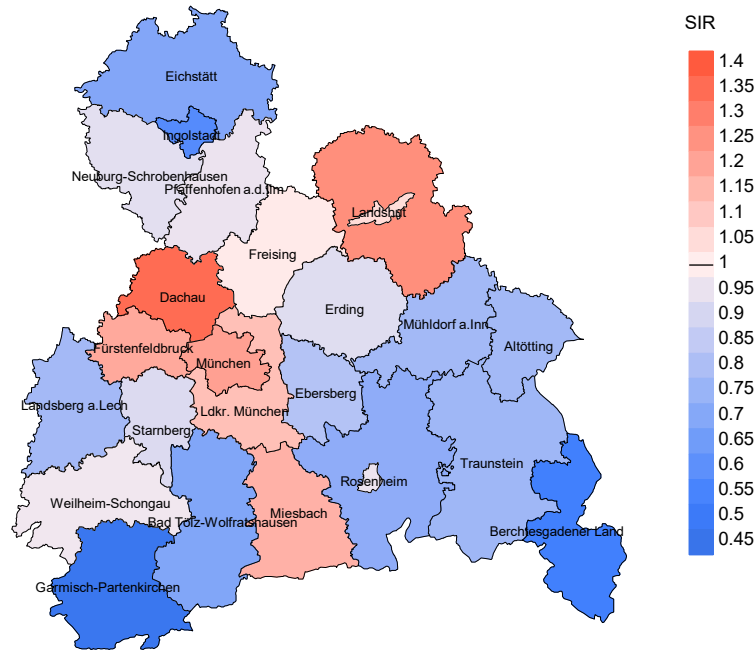 SIR
1.4
1.35
1.3
1.25
1.2
1.15
1.1
1.05
1
0.95
0.9
0.85
0.8
0.75
0.7
0.65
0.6
0.55
0.5
0.45
Eichstätt
Ingolstadt
Neuburg-Schrobenhausen
Pfaffenhofen a.d.Ilm
Landshut
Freising
Dachau
Erding
Mühldorf a.Inn
Altötting
Fürstenfeldbruck
München
Ebersberg
Landsberg a.Lech
Ldkr. München
Starnberg
Traunstein
Rosenheim
Weilheim-Schongau
Miesbach
Bad Tölz-Wolfratshausen
Berchtesgadener Land
Garmisch-Partenkirchen